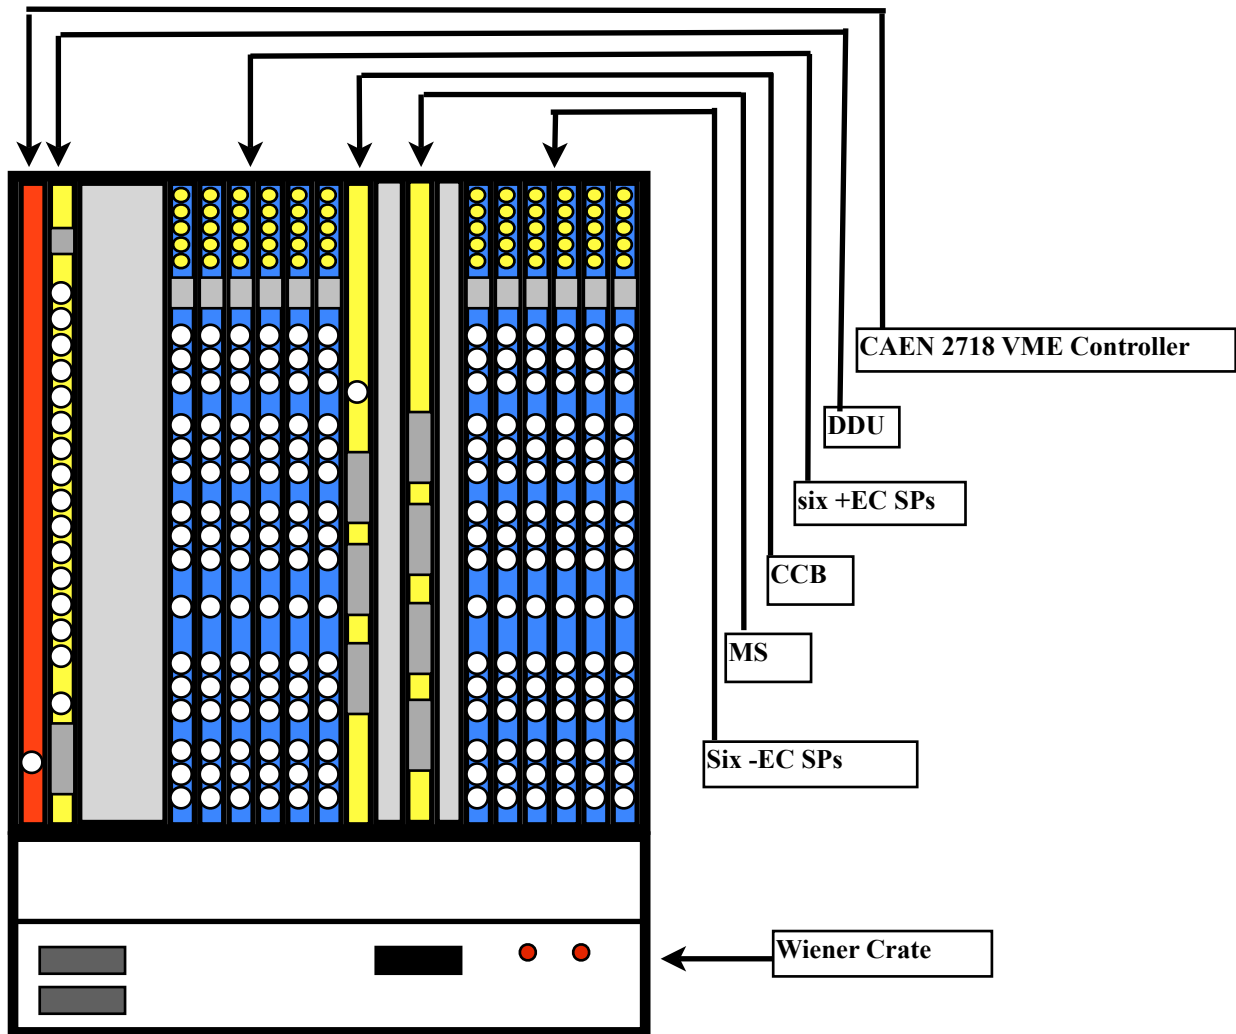 CAEN 2718 VME Controller
DDU
six +EC SPs
CCB
MS
Six -EC SPs
Wiener Crate